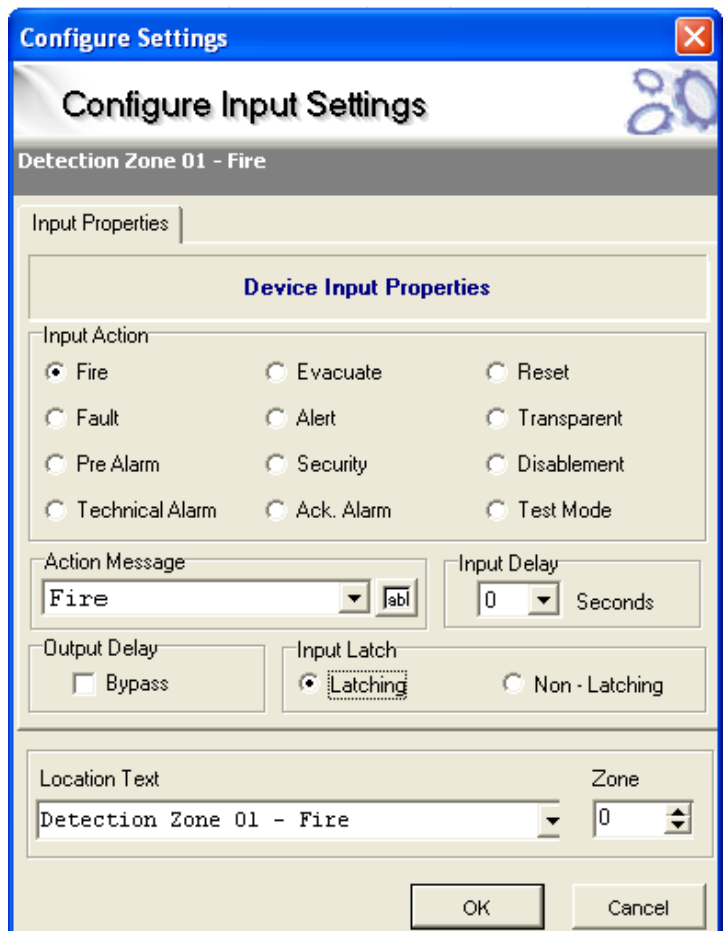 Configure Settings
Configure Input Settings
Detection Zone 01 - Fire
Input Properties
Device Input Properties
Input Action
Fire Evacuate Reset
Fault Alert Transparent
Pre Alarm Security Disablement
Technical Alarm Ack. Alarm Test Mode
Action Message Input Delay
Fire abl 0 Seconds
Output Delay Input Latch
Bypass Latching Non - Latching
Location Text Zone
Detection Zone 01 - Fire 0
OK Cancel